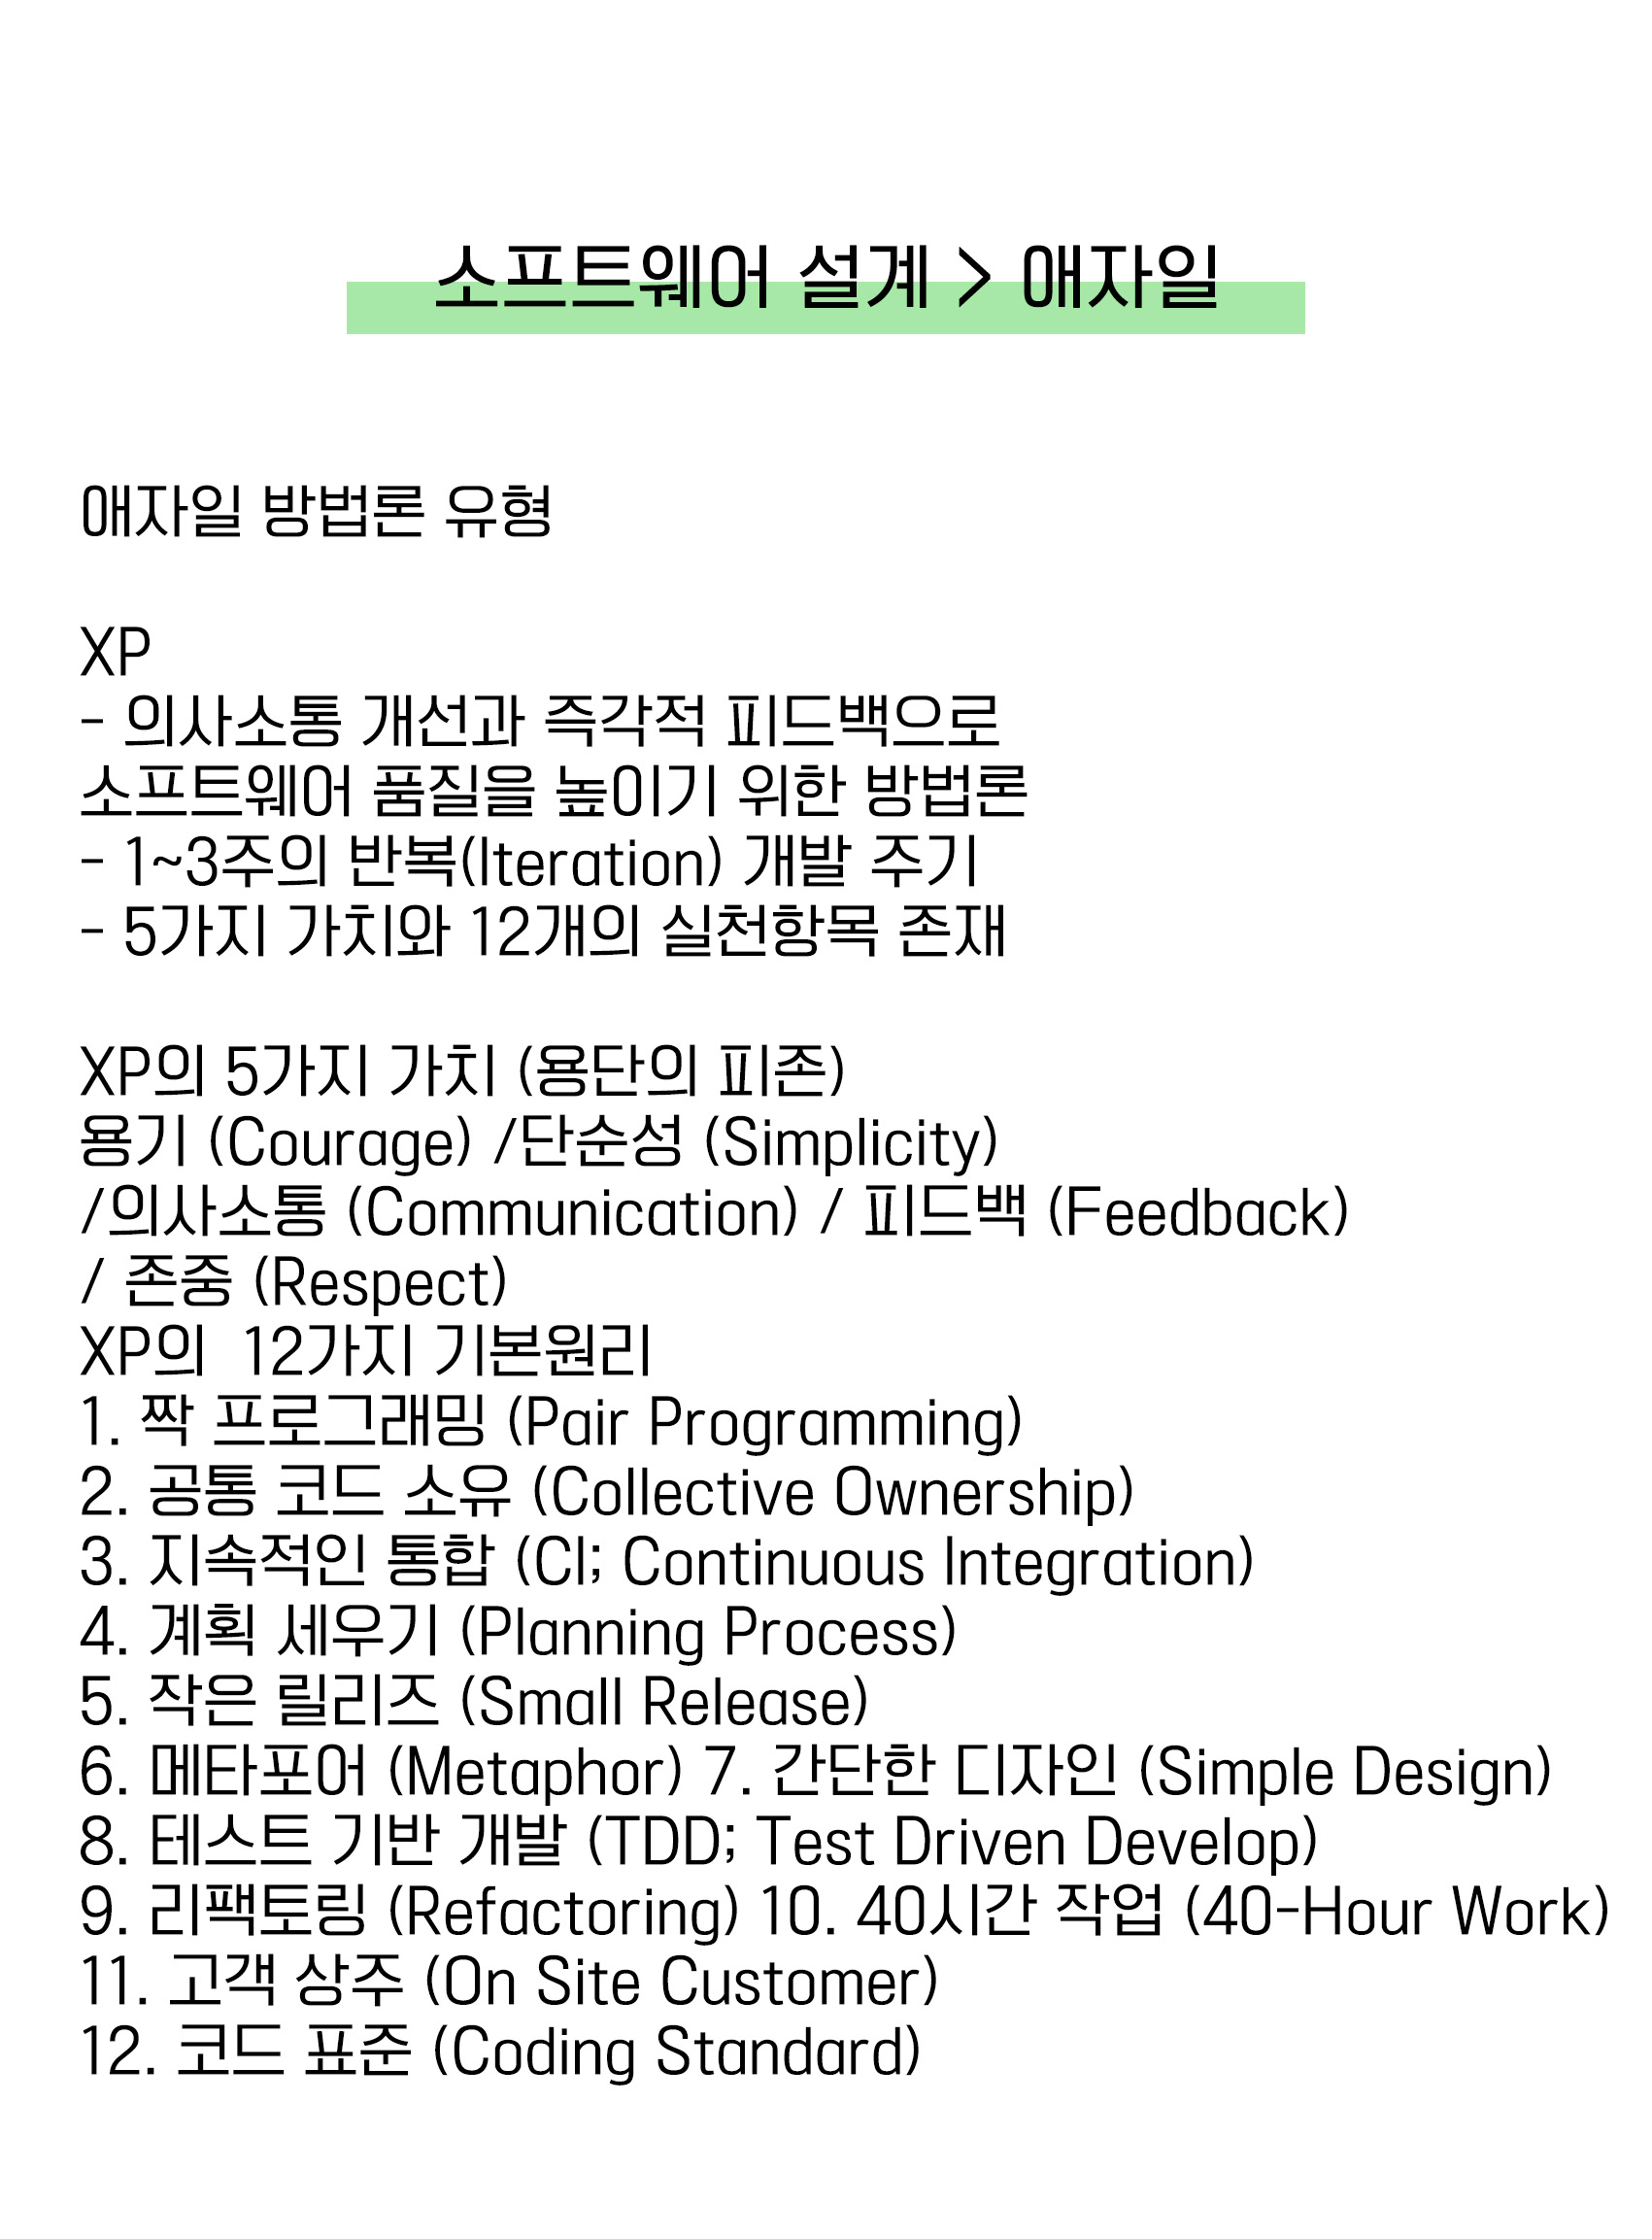 소프트웨어 설계 > 애자일
애자일 방법론 유형
XP
- 의사소통 개선과 즉각적 피드백으로
소프트웨어 품질을 높이기 위한 방법론
- 1~3주의 반복(Iteration) 개발 주기
- 5가지 가치와 12개의 실천항목 존재
XP의 5가지 가치 (용단의 피존)
용기 (Courage) /단순성 (Simplicity)
/의사소통 (Communication) / 피드백 (Feedback)
/ 존중 (Respect)
XP의  12가지 기본원리
1. 짝 프로그래밍 (Pair Programming)
2. 공통 코드 소유 (Collective Ownership)
3. 지속적인 통합 (CI; Continuous Integration)
4. 계획 세우기 (Planning Process)
5. 작은 릴리즈 (Small Release)
6. 메타포어 (Metaphor) 7. 간단한 디자인 (Simple Design)
8. 테스트 기반 개발 (TDD; Test Driven Develop)
9. 리팩토링 (Refactoring) 10. 40시간 작업 (40-Hour Work)
11. 고객 상주 (On Site Customer)
12. 코드 표준 (Coding Standard)